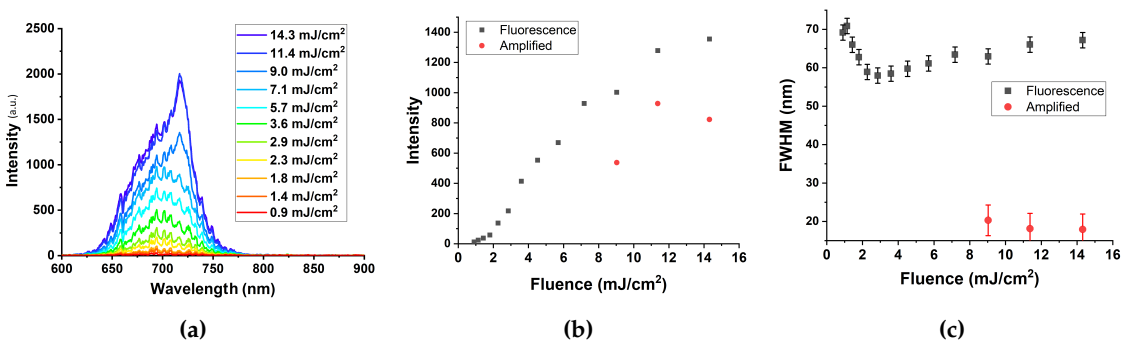 2500
2000
1500
1000
500
0
Intensity (a.u.)
14.3 mJ/cm²
11.4 mJ/cm²
9.0 mJ/cm²
7.1 mJ/cm²
5.7 mJ/cm²
3.6 mJ/cm²
2.9 mJ/cm²
2.3 mJ/cm²
1.8 mJ/cm²
1.4 mJ/cm²
0.9 mJ/cm²
600 650 700 750 800 850 900
Wavelength (nm)
(a)
1400
1200
1000
800
600
400
200
0
Intensity
Fluorescence
Amplified
0 2 4 6 8 10 12 14 16
Fluence (mJ/cm²)
(b)
70
60
50
40
30
20
FWHM (nm)
Fluorescence
Amplified
0 2 4 6 8 10 12 14 16
Fluence (mJ/cm²)
(c)